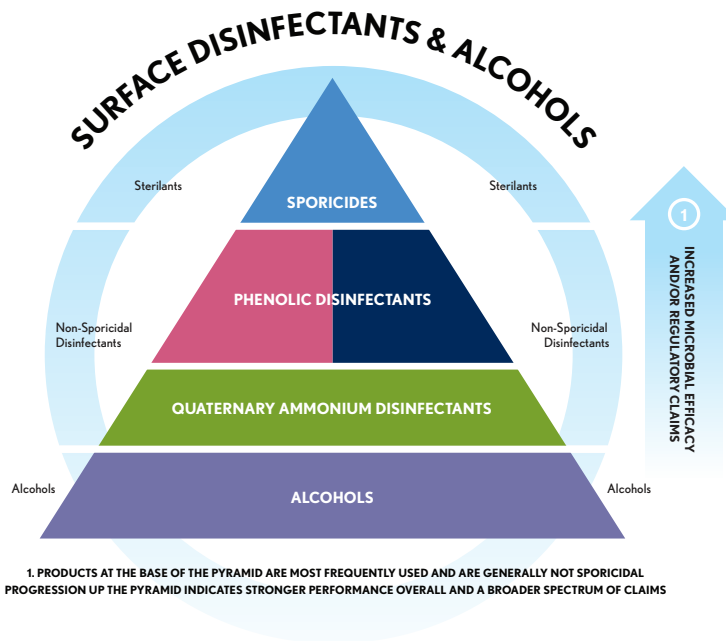 SURFACE DISINFECTANTS & ALCOHOLS
Sterilants
Sterilants
SPORICIDES
1
INCREASED MICROBIAL EFFICACY
AND/OR REGULATORY CLAIMS
PHENOLIC DISINFECTANTS
Non-Sporicidal
Disinfectants
Non-Sporicidal
Disinfectants
QUATERNARY AMMONIUM DISINFECTANTS
Alcohols
ALCOHOLS
Alcohols
1. PRODUCTS AT THE BASE OF THE PYRAMID ARE MOST FREQUENTLY USED AND ARE GENERALLY NOT SPORICIDAL
PROGRESSION UP THE PYRAMID INDICATES STRONGER PERFORMANCE OVERALL AND A BROADER SPECTRUM OF CLAIMS